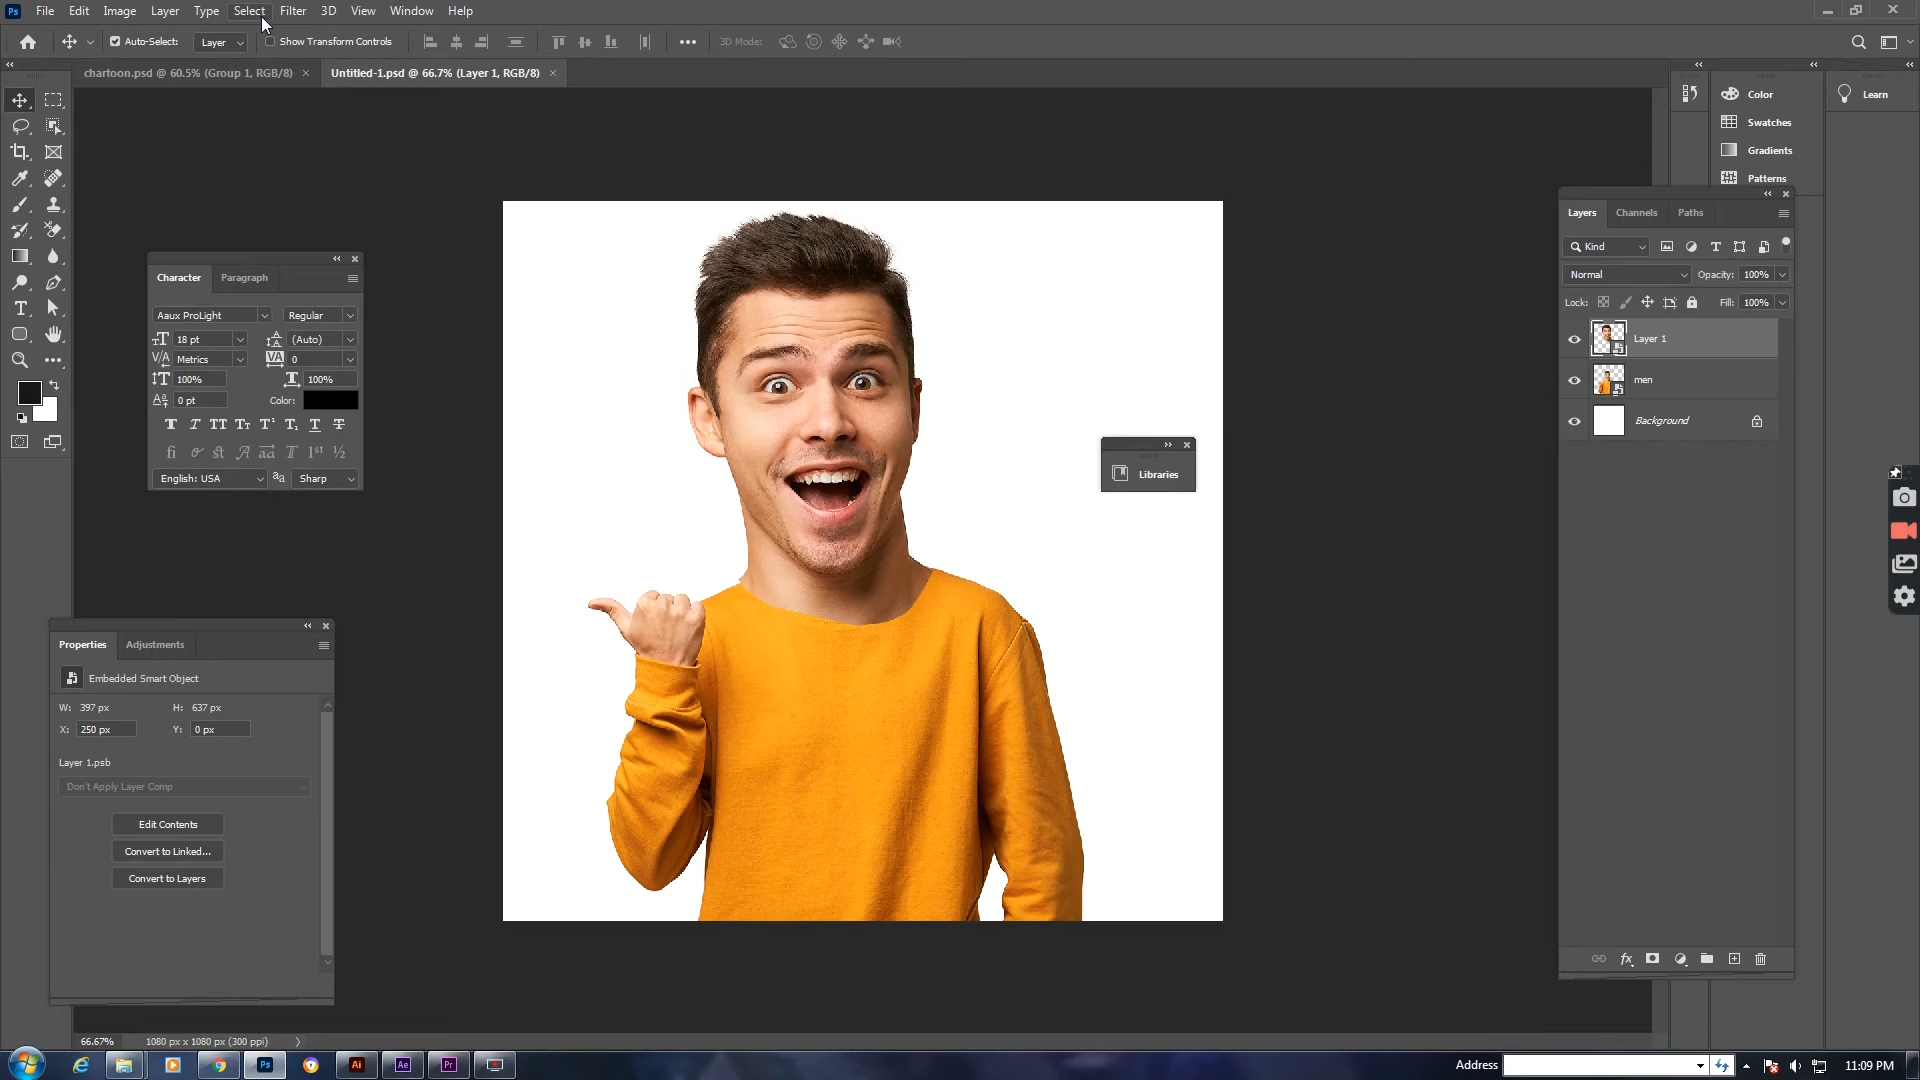 Ps File Edit Image Layer Type Select Filter 3D View Window Help
Auto-Select: Layer Show Transform Controls 3D Mode:
chartoon.psd @ 60.5% (Group 1, RGB/8) × Untitled-1.psd @ 66.7% (Layer 1, RGB/8) ×
Color
Learn
Swatches
Gradients
Patterns
Layers Channels Paths
Kind
Normal Opacity: 100%
Lock: Fill: 100%
Layer 1
men
Background
Character Paragraph
Aaux ProLight Regular
18 pt (Auto)
Metrics 0
100% 100%
0 pt Color:
English: USA Sharp
Libraries
Properties Adjustments
Embedded Smart Object
W: 397 px H: 637 px
X: 250 px Y: 0 px
Layer 1.psb
Don't Apply Layer Comp
Edit Contents
Convert to Linked...
Convert to Layers
66.67% 1080 px x 1080 px (300 ppi)
Ps Ai Ae Pr
Address
11:09 PM